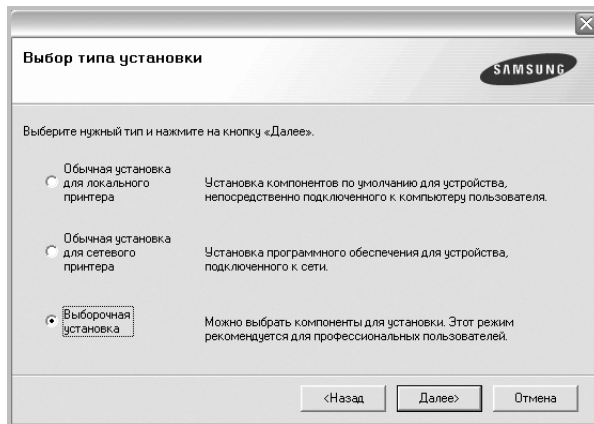 Выбор типа установки
SAMSUNG
Выберите нужный тип и нажмите на кнопку «Далее».
Обычная установка
для локального
принтера
Установка компонентов по умолчанию для устройства,
непосредственно подключенного к компьютеру пользователя.
Обычная установка
для сетевого
принтера
Установка программного обеспечения для устройства,
подключенного к сети.
Выборочная
установка
Можно выбрать компоненты для установки. Этот режим
рекомендуется для профессиональных пользователей.
<Назад
Далее>
Отмена